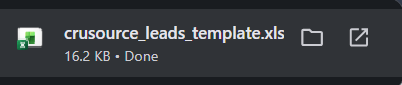 crusource_leads_template.xls
16.2 KB • Done